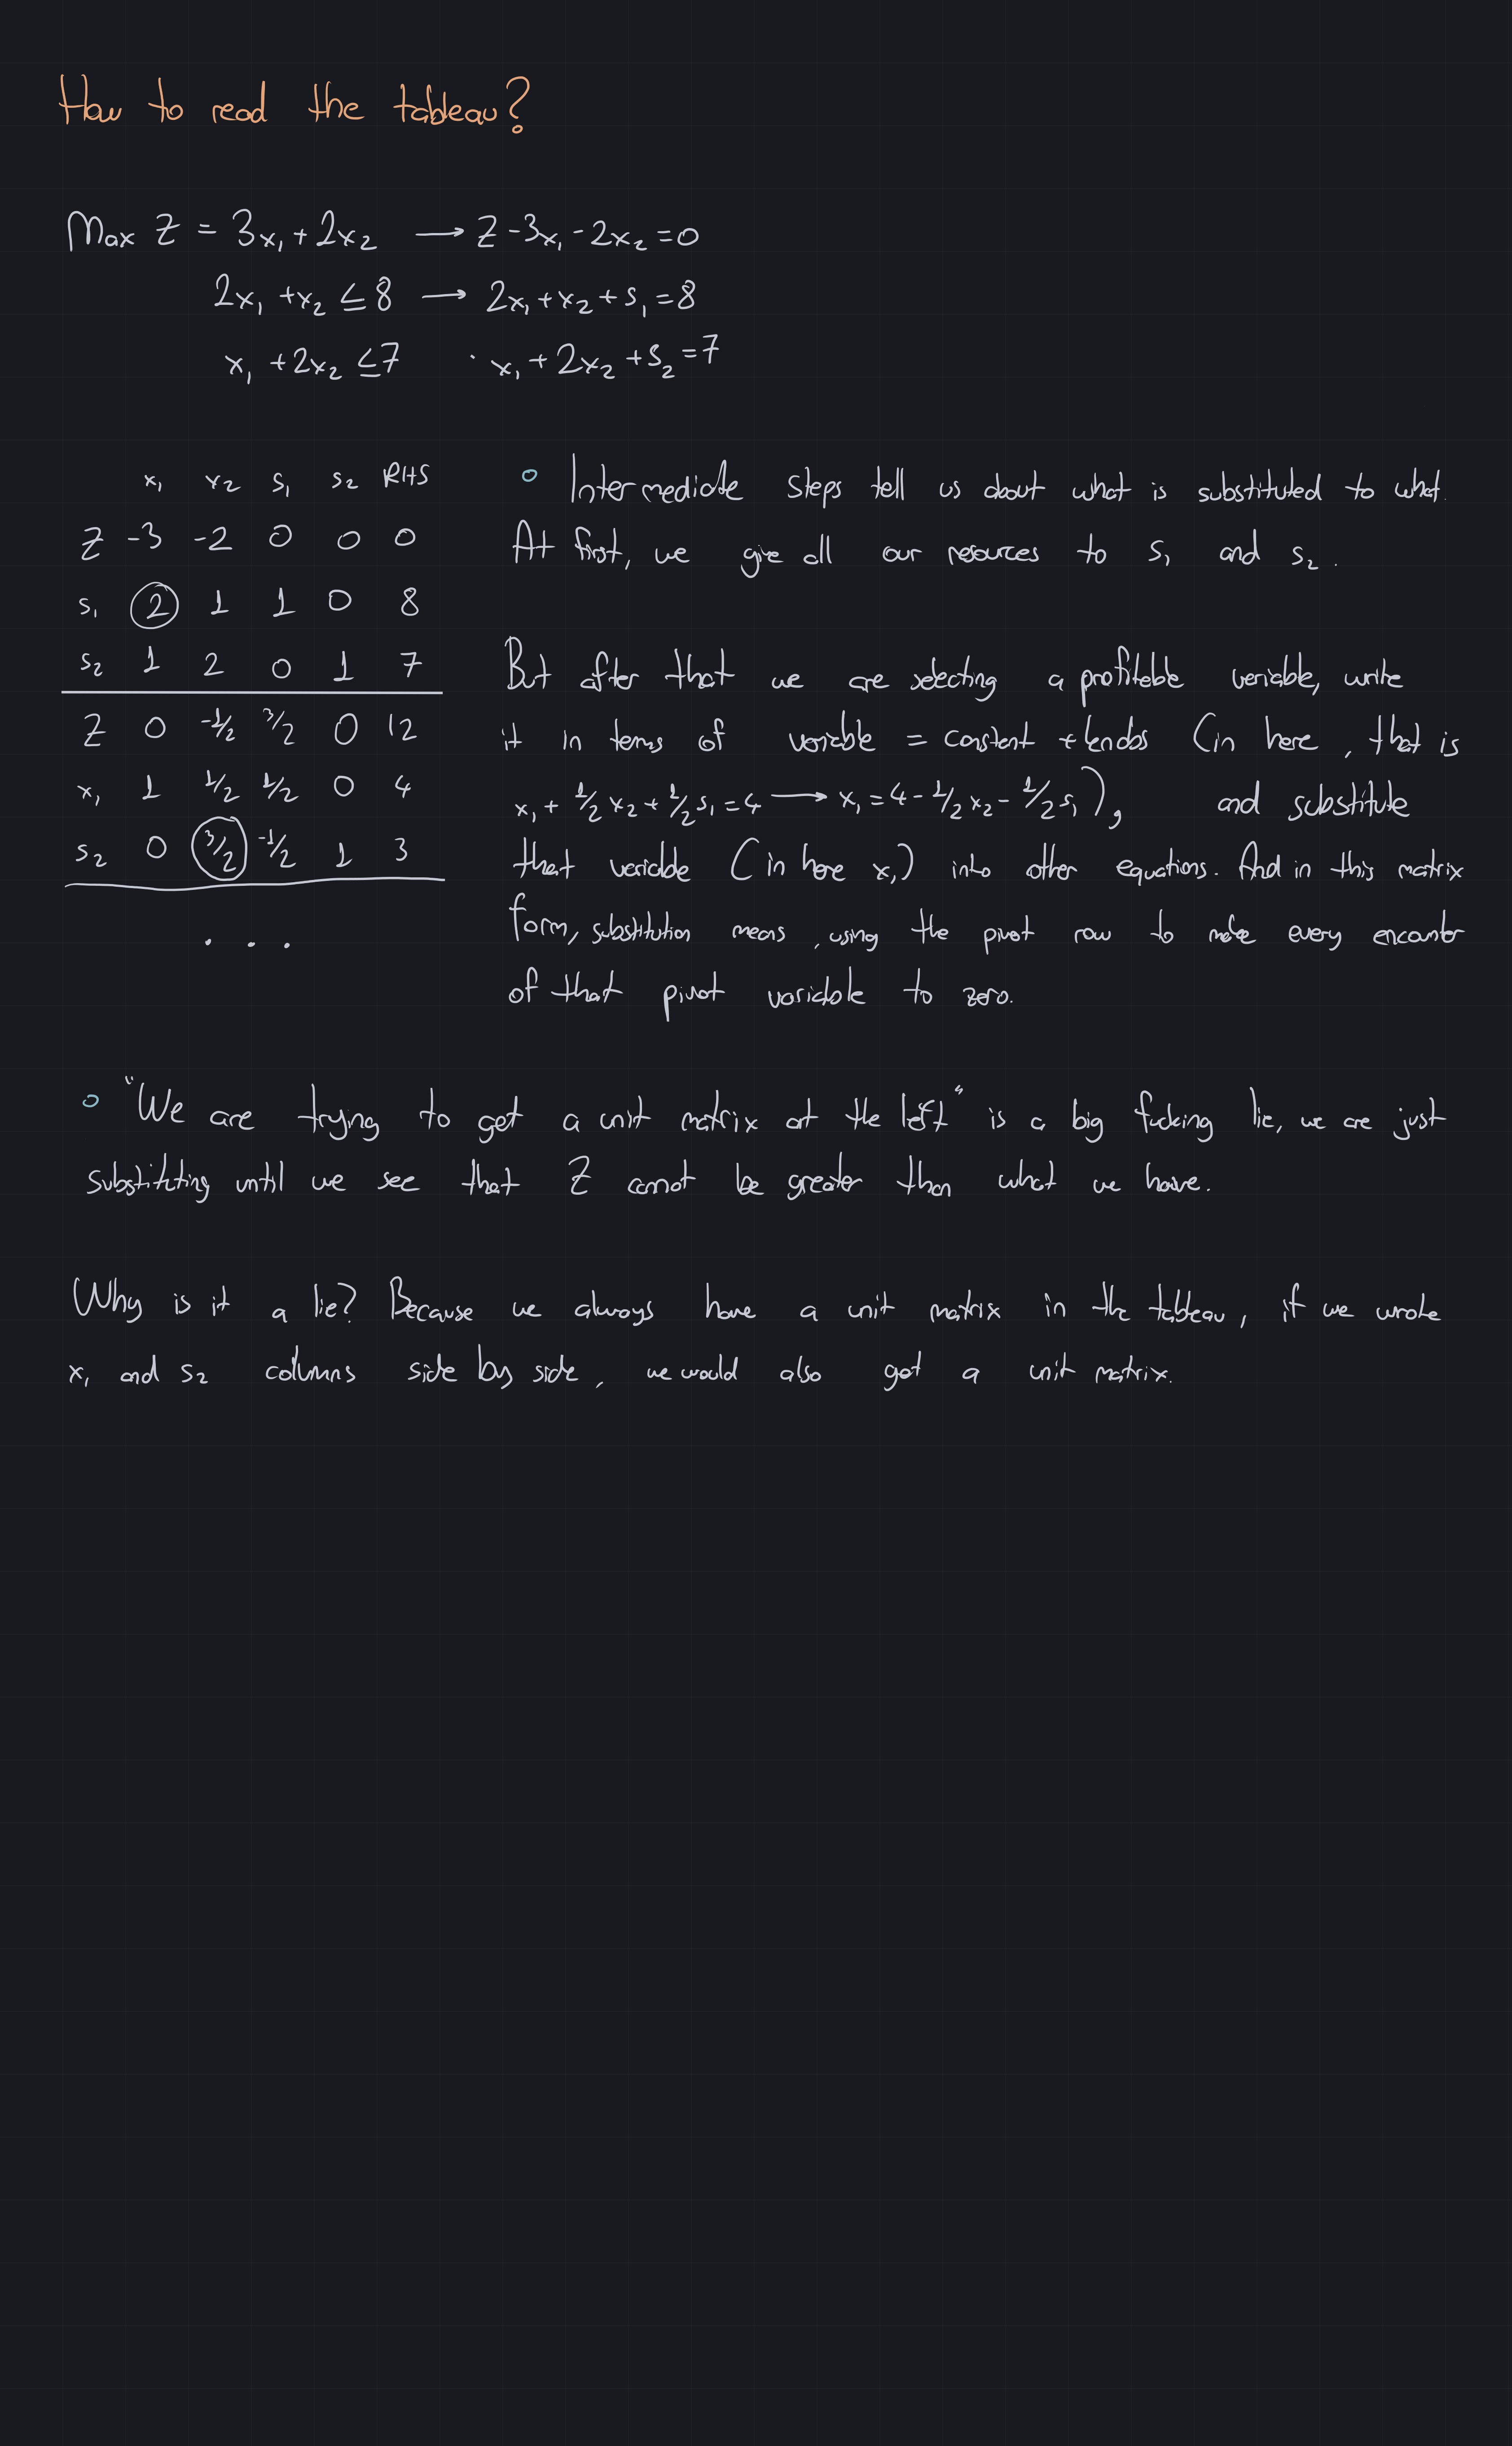 How to read the tableau?
Max Z = 3x₁ + 2x₂ → Z - 3x₁ - 2x₂ = 0
2x₁ + x₂ ≤ 8 → 2x₁ + x₂ + s₁ = 8
x₁ + 2x₂ ≤ 7 · x₁ + 2x₂ + s₂ = 7
x₁ x₂ s₁ s₂ RHS
Z -3 -2 0 0 0
s₁ 2 1 1 0 8
s₂ 1 2 0 1 7
Z 0 -1/2 3/2 0 12
x₁ 1 1/2 1/2 0 4
s₂ 0 3/2 -1/2 1 3
. . .
° Intermediate steps tell us about what is substituted to what.
At first, we give all our resources to s₁ and s₂.
But after that we are selecting a profitable variable, write
it in terms of variable = constant + (in here, that is
x₁ + 1/2 x₂ + 1/2 s₁ = 4 → x₁ = 4 - 1/2 x₂ - 1/2 s₁), and substitute
that variable (in here x₁) into other equations. And in this matrix
form, substitution means, using the pivot row to make every encounter
of that pivot variable to zero.
° "We are trying to get a unit matrix at the left" is a big fucking lie, we are just
substituting until we see that Z cannot be greater than what we have.
Why is it a lie? Because we always have a unit matrix in the tableau, if we wrote
x₁ and s₂ columns side by side, we would also get a unit matrix.